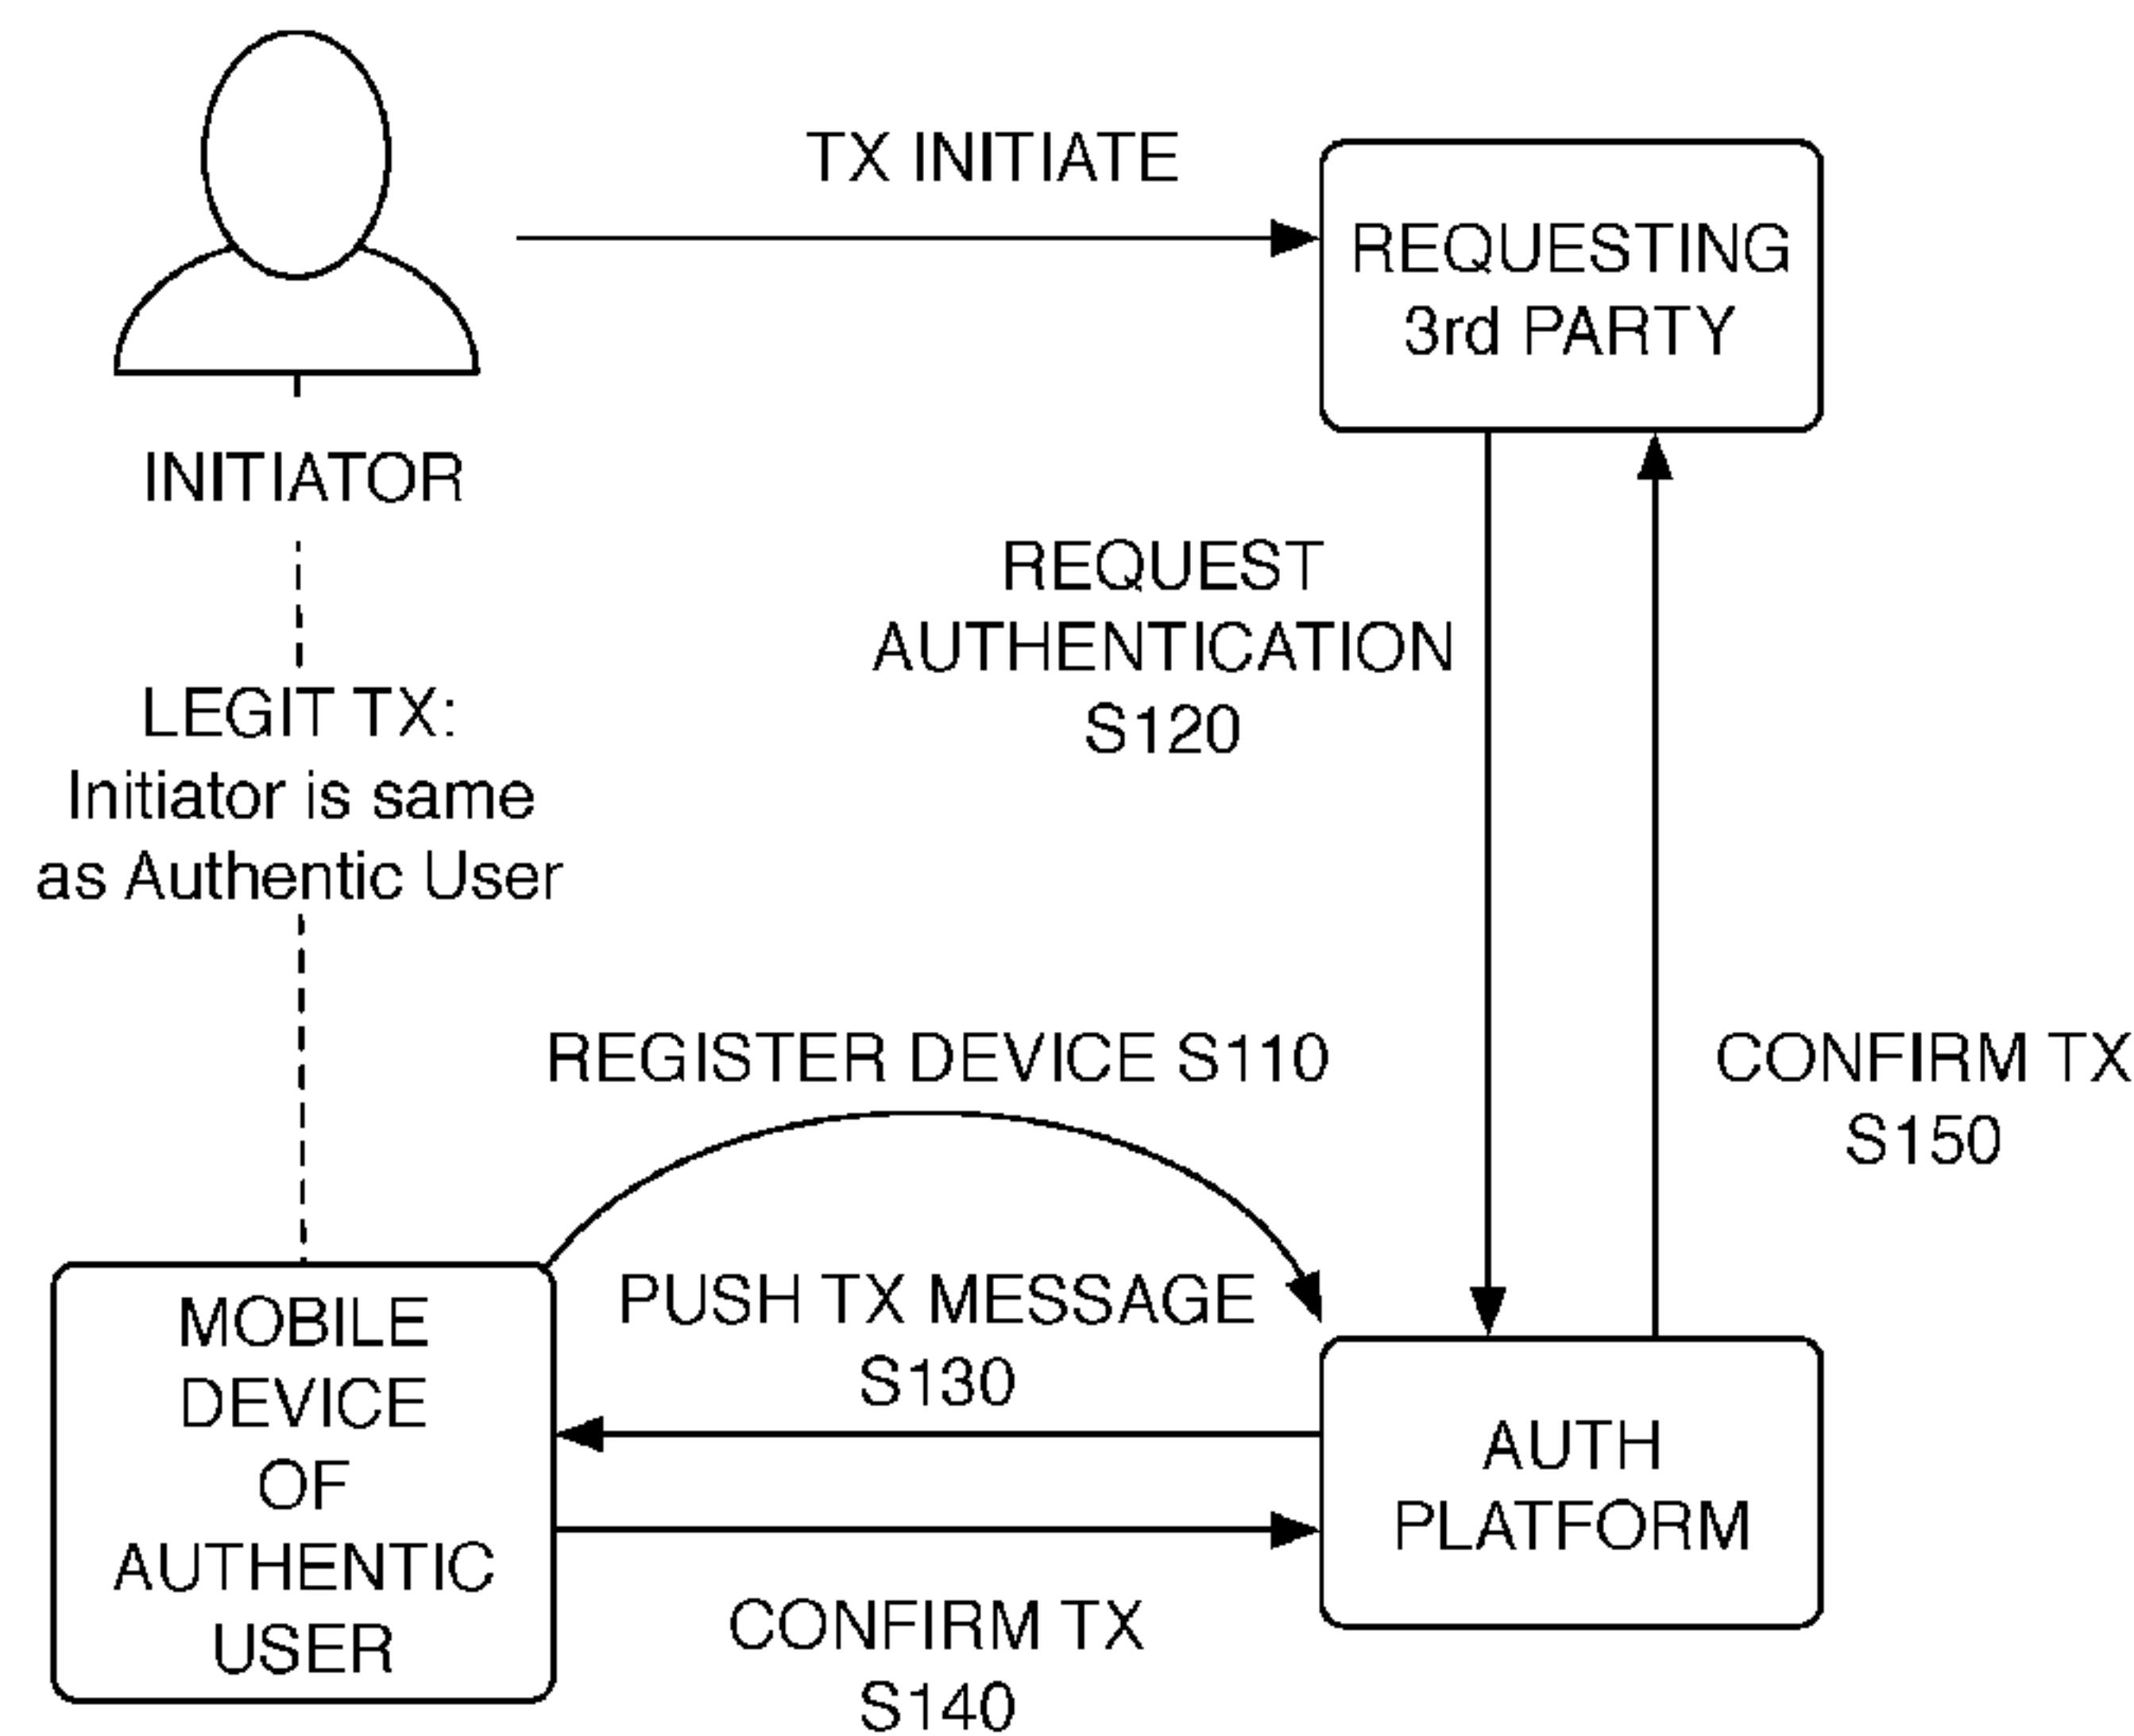 TX INITIATE
REQUESTING
3rd PARTY
INITIATOR
REQUEST
AUTHENTICATION
S120
LEGIT TX:
Initiator is same
as Authentic User
REGISTER DEVICE S110
CONFIRM TX
S150
PUSH TX MESSAGE
S130
MOBILE
DEVICE
OF
AUTHENTIC
USER
AUTH
PLATFORM
CONFIRM TX
S140